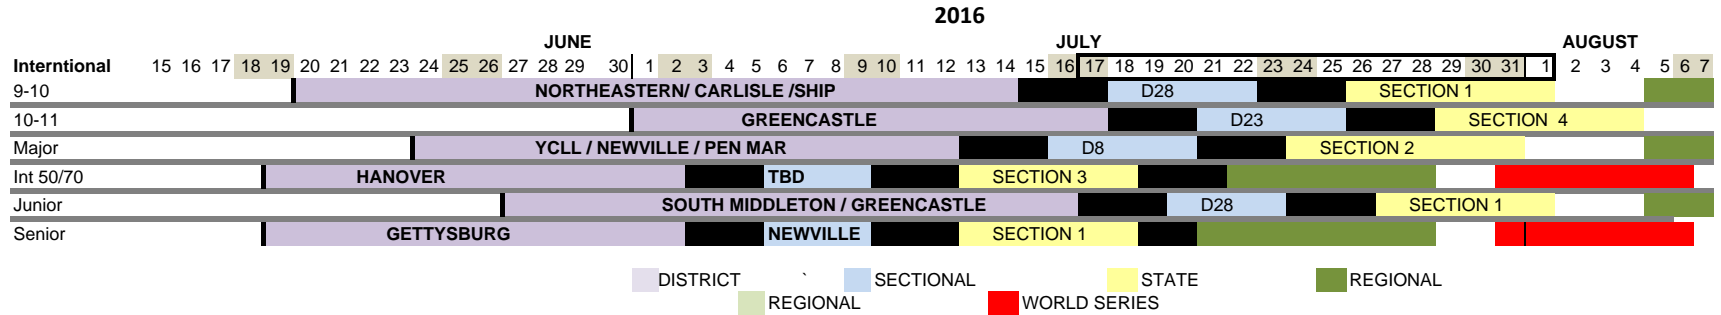 2016
JUNE JULY AUGUST
Interntional 15 16 17 18 19 20 21 22 23 24 25 26 27 28 29 30 1 2 3 4 5 6 7 8 9 10 11 12 13 14 15 16 17 18 19 20 21 22 23 24 25 26 27 28 29 30 31 1 2 3 4 5 6 7
9-10 NORTHEASTERN/ CARLISLE /SHIP D28 SECTION 1
10-11 GREENCASTLE D23 SECTION 4
Major YCLL / NEWVILLE / PEN MAR D8 SECTION 2
Int 50/70 HANOVER TBD SECTION 3
Junior SOUTH MIDDLETON / GREENCASTLE D28 SECTION 1
Senior GETTYSBURG NEWVILLE SECTION 1
DISTRICT ` SECTIONAL STATE REGIONAL
REGIONAL WORLD SERIES